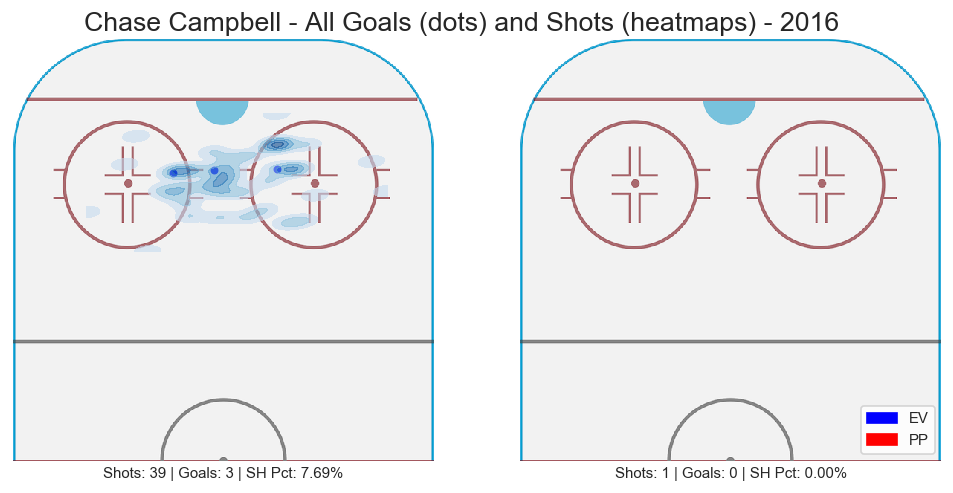 Chase Campbell - All Goals (dots) and Shots (heatmaps) - 2016
EV
PP
Shots: 39 | Goals: 3 | SH Pct: 7.69%
Shots: 1 | Goals: 0 | SH Pct: 0.00%